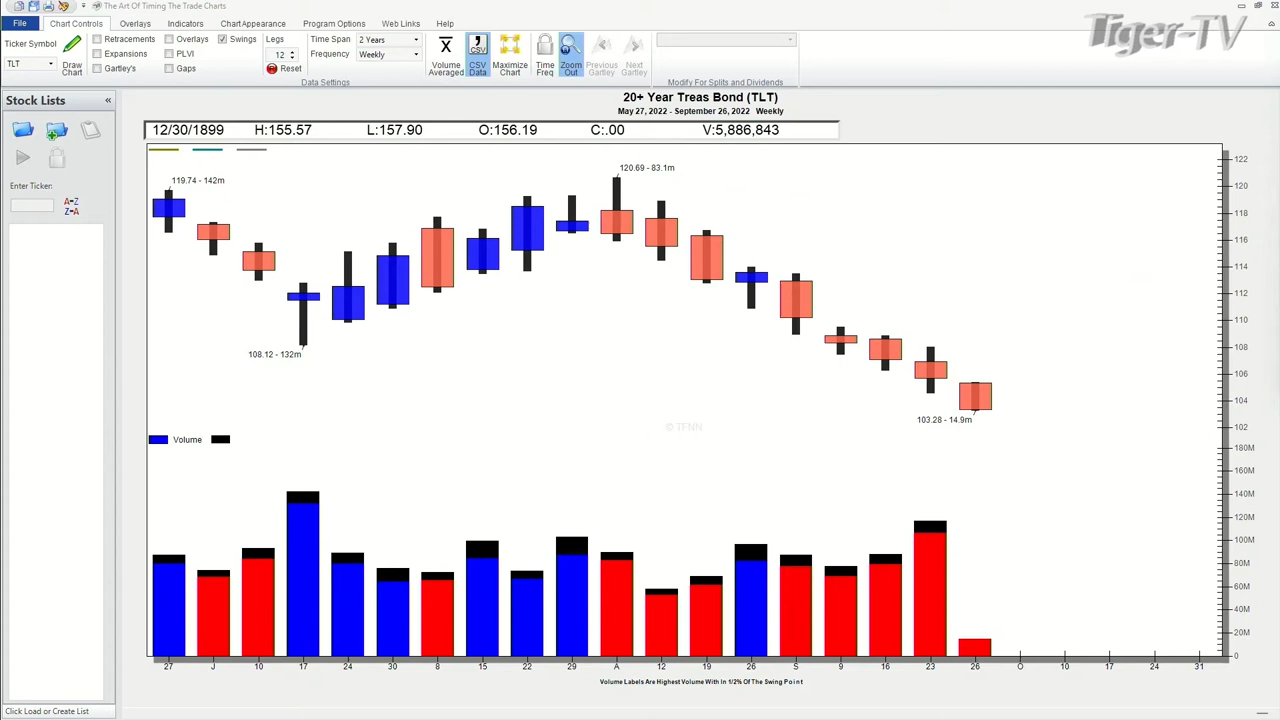 The Art Of Timing The Trade Charts
File
Chart Controls
Overlays
Indicators
Chart Appearance
Program Options
Web Links
Help
Ticker Symbol
TLT
Draw Chart
Retracements
Expansions
Gartley's
Overlays
PLVI
Gaps
Swings
Legs
12
Reset
Time Span
2 Years
Frequency
Weekly
Volume Averaged
CSV
CSV Data
Maximize Chart
Time Freq
Zoom Out
Previous Gartley
Next Gartley
Data Settings
Modify For Splits and Dividends
Tiger-TV
Stock Lists
«
Enter Ticker:
A-Z
Z-A
20+ Year Treas Bond (TLT)
May 27, 2022 - September 26, 2022 Weekly
12/30/1899 H:155.57 L:157.90 O:156.19 C:.00 V:5,886,843
119.74 - 142m
120.69 - 83.1m
108.12 - 132m
103.28 - 14.9m
© TFNN
Volume
122
120
118
116
114
112
110
108
106
104
102
180M
160M
140M
120M
100M
80M
60M
40M
20M
0
27 J 10 17 24 30 8 15 22 29 A 12 19 26 S 9 16 23 26 O 10 17 24 31
Volume Labels Are Highest Volume With In 1/2% Of The Swing Point
Click Load or Create List